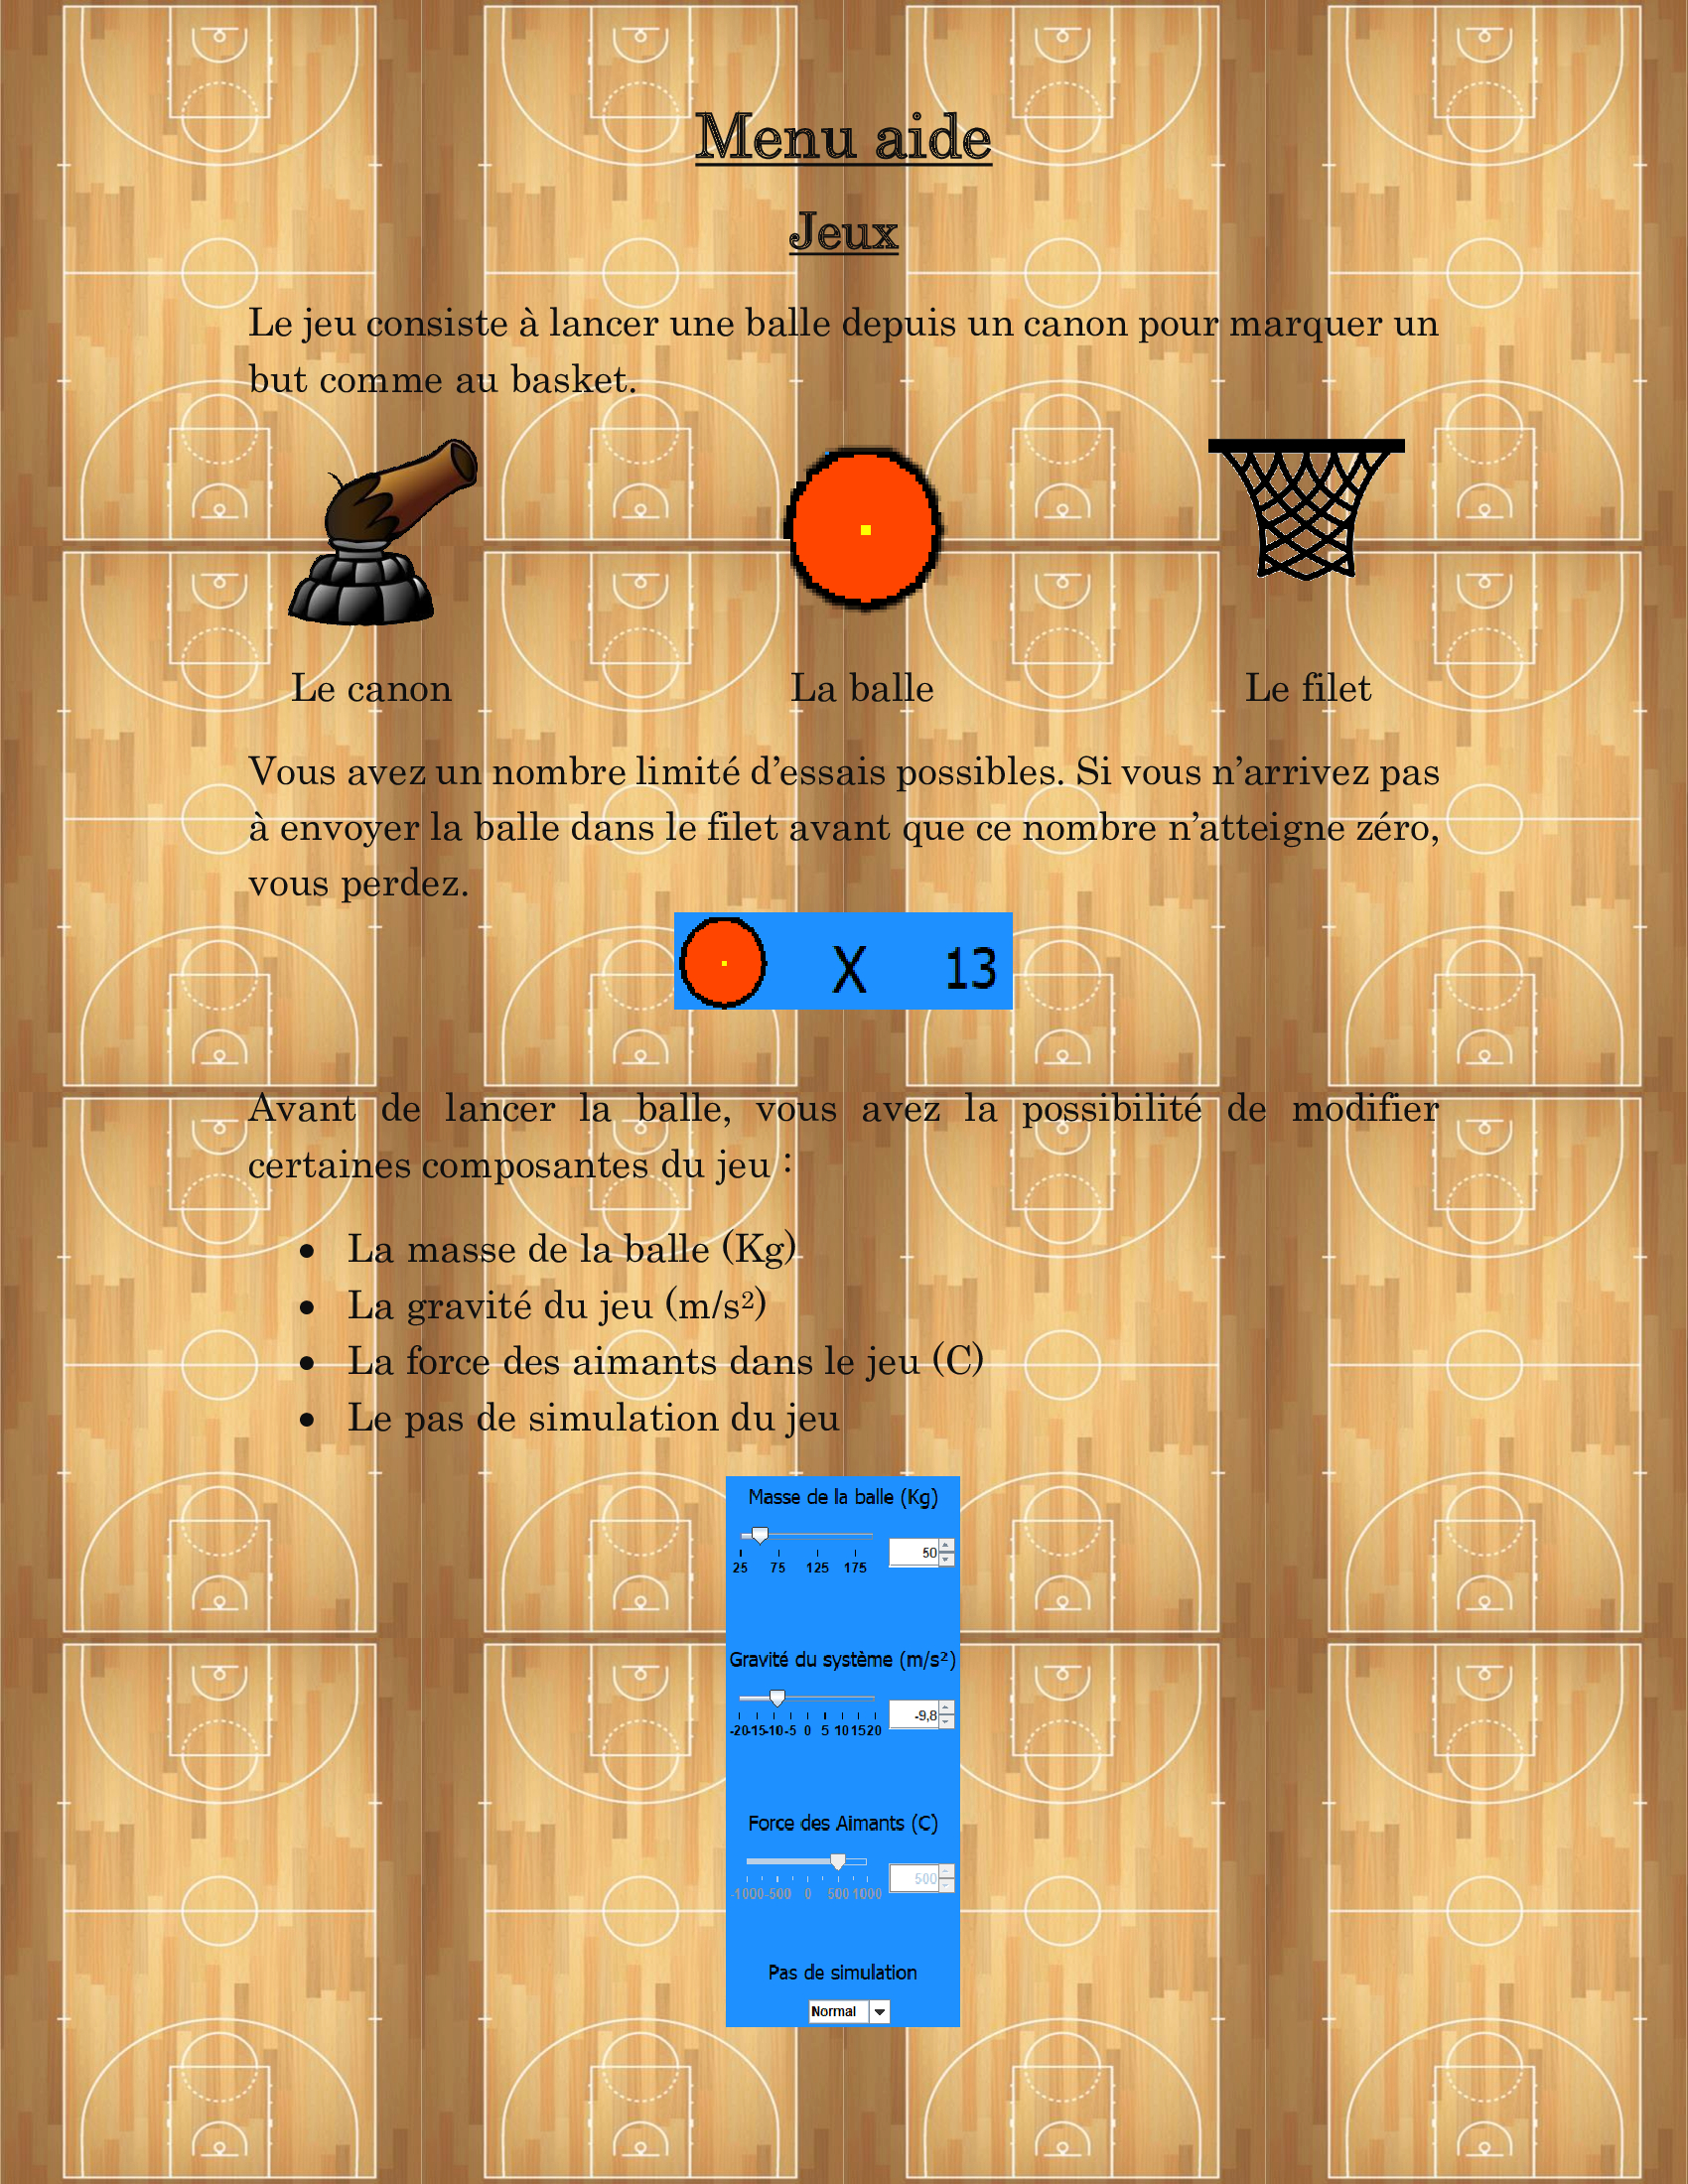 Menu aide
Jeux
Le jeu consiste à lancer une balle depuis un canon pour marquer un
but comme au basket.
Le canon La balle Le filet
Vous avez un nombre limité d’essais possibles. Si vous n’arrivez pas
à envoyer la balle dans le filet avant que ce nombre n’atteigne zéro,
vous perdez.
X 13
Avant de lancer la balle, vous avez la possibilité de modifier
certaines composantes du jeu :
• La masse de la balle (Kg)
• La gravité du jeu (m/s²)
• La force des aimants dans le jeu (C)
• Le pas de simulation du jeu
Masse de la balle (Kg)
50
25 75 125 175
Gravité du système (m/s²)
-9,8
-20 -15 -10 -5 0 5 10 15 20
Force des Aimants (C)
500
-1000 -500 0 500 1000
Pas de simulation
Normal